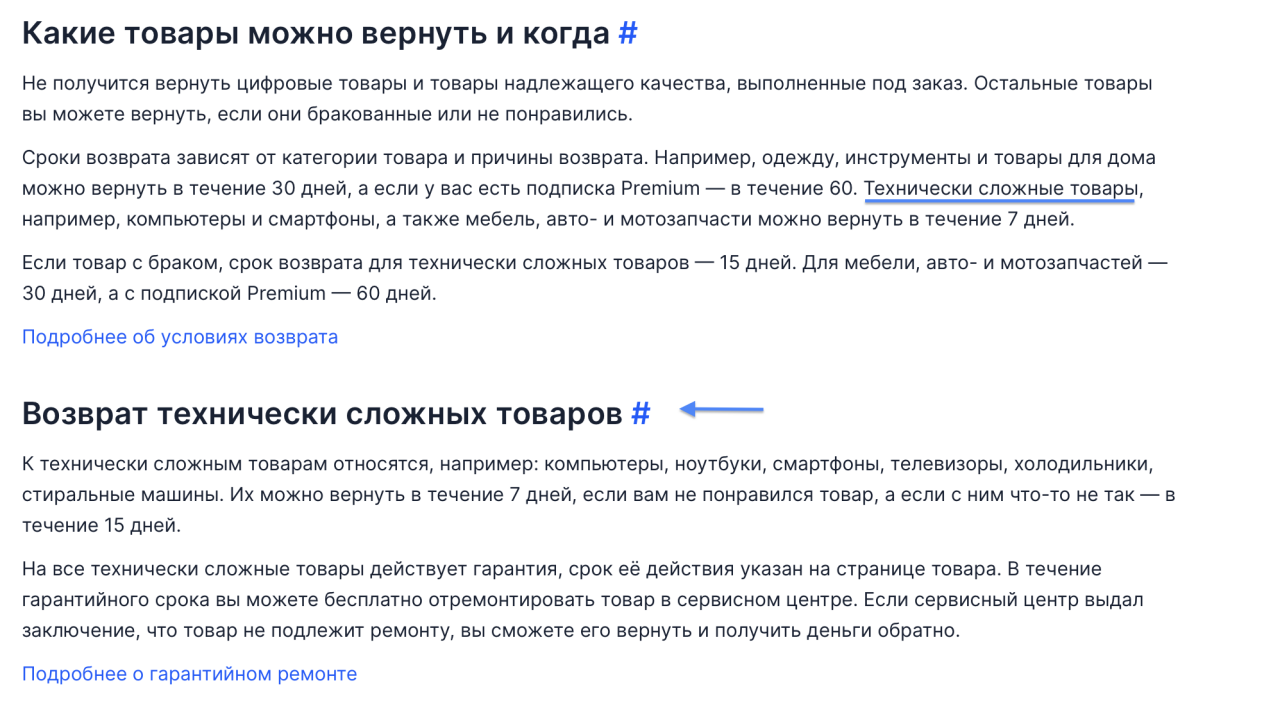 Какие товары можно вернуть и когда #
Не получится вернуть цифровые товары и товары надлежащего качества, выполненные под заказ. Остальные товары
вы можете вернуть, если они бракованные или не понравились.
Сроки возврата зависят от категории товара и причины возврата. Например, одежду, инструменты и товары для дома
можно вернуть в течение 30 дней, а если у вас есть подписка Premium — в течение 60. Технически сложные товары,
например, компьютеры и смартфоны, а также мебель, авто- и мотозапчасти можно вернуть в течение 7 дней.
Если товар с браком, срок возврата для технически сложных товаров — 15 дней. Для мебели, авто- и мотозапчастей —
30 дней, а с подпиской Premium — 60 дней.
Подробнее об условиях возврата
Возврат технически сложных товаров #
К технически сложным товарам относятся, например: компьютеры, ноутбуки, смартфоны, телевизоры, холодильники,
стиральные машины. Их можно вернуть в течение 7 дней, если вам не понравился товар, а если с ним что-то не так — в
течение 15 дней.
На все технически сложные товары действует гарантия, срок её действия указан на странице товара. В течение
гарантийного срока вы можете бесплатно отремонтировать товар в сервисном центре. Если сервисный центр выдал
заключение, что товар не подлежит ремонту, вы сможете его вернуть и получить деньги обратно.
Подробнее о гарантийном ремонте